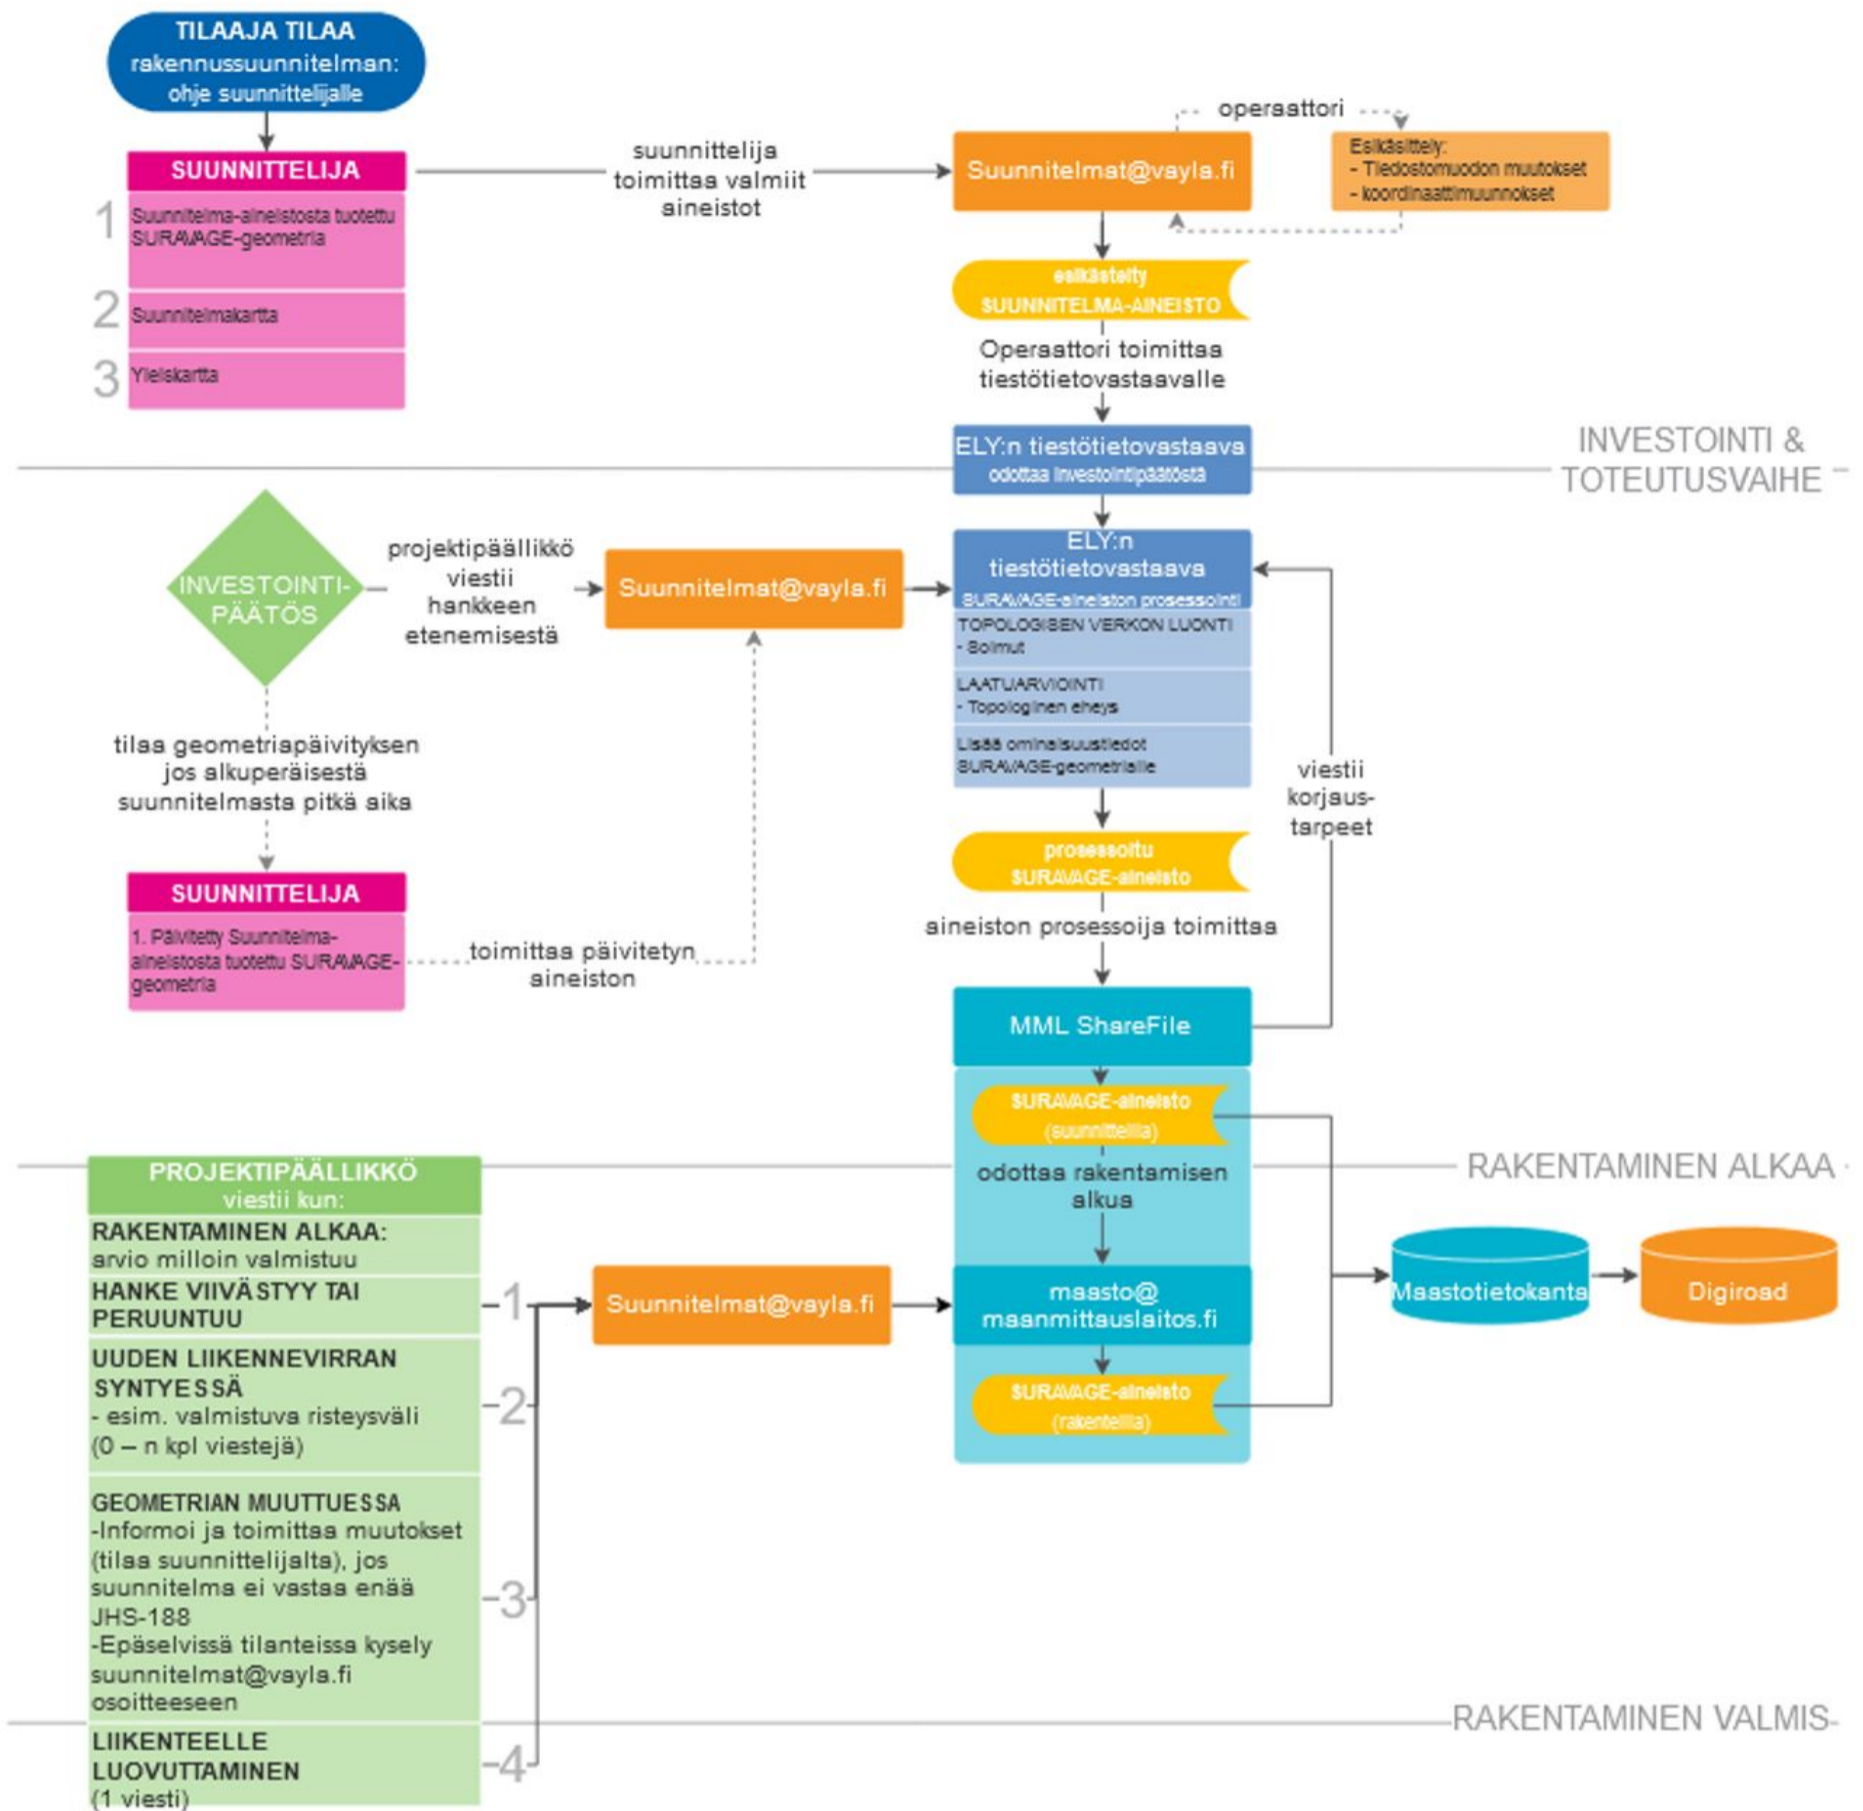 TILAAJA TILAA
rakennussuunnitelman:
ohje suunnittelijalle
SUUNNITTELIJA
1
Suunnitelma-aineistosta tuotettu
SURAVAGE-geometria
2
Suunnitelmakartta
3
Yleiskartta
suunnittelija
toimittaa valmiit
aineistot
Suunnitelmat@vayla.fi
operaattori
Esikäsittely:
- Tiedostomuodon muutokset
- koordinaattimuunnokset
esikästelty
SUUNNITELMA-AINEISTO
Operaattori toimittaa
tiestötietovastaavalle
ELY:n tiestötietovastaava
odottaa investointipäätöstä
INVESTOINTI &
TOTEUTUSVAIHE
INVESTOINTI-
PÄÄTÖS
projektipäällikkö
viestii
hankkeen
etenemisestä
Suunnitelmat@vayla.fi
ELY:n
tiestötietovastaava
SURAVAGE-aineiston prosessointi
TOPOLOGISEN VERKON LUONTI
- Solmut
LAATUARVIOINTI
- Topologinen eheys
Lisää ominaisuustiedot
SURAVAGE-geometrialle
viestii
korjaus-
tarpeet
tilaa geometriapäivityksen
jos alkuperäisestä
suunnitelmasta pitkä aika
SUUNNITTELIJA
1. Päivitetty Suunnitelma-
aineistosta tuotettu SURAVAGE-
geometria
toimittaa päivitetyn
aineiston
prosessoitu
SURAVAGE-aineisto
aineiston prosessoija toimittaa
MML ShareFile
SURAVAGE-aineisto
(suunnitteilla)
odottaa rakentamisen
alkua
RAKENTAMINEN ALKAA
PROJEKTIPÄÄLLIKKÖ
viestii kun:
RAKENTAMINEN ALKAA:
arvio milloin valmistuu
HANKE VIIVÄSTYY TAI
PERUUNTUU
1
UUDEN LIIKENNEVIRRAN
SYNTYESSÄ
- esim. valmistuva risteysväli
(0 – n kpl viestejä)
2
GEOMETRIAN MUUTTUESSA
-Informoi ja toimittaa muutokset
(tilaa suunnittelijalta), jos
suunnitelma ei vastaa enää
JHS-188
-Epäselvissä tilanteissa kysely
suunnitelmat@vayla.fi
osoitteeseen
3
LIIKENTEELLE
LUOVUTTAMINEN
(1 viesti)
4
Suunnitelmat@vayla.fi
maasto@
maanmittauslaitos.fi
SURAVAGE-aineisto
(rakenteilla)
Maastotietokanta
Digiroad
RAKENTAMINEN VALMIS